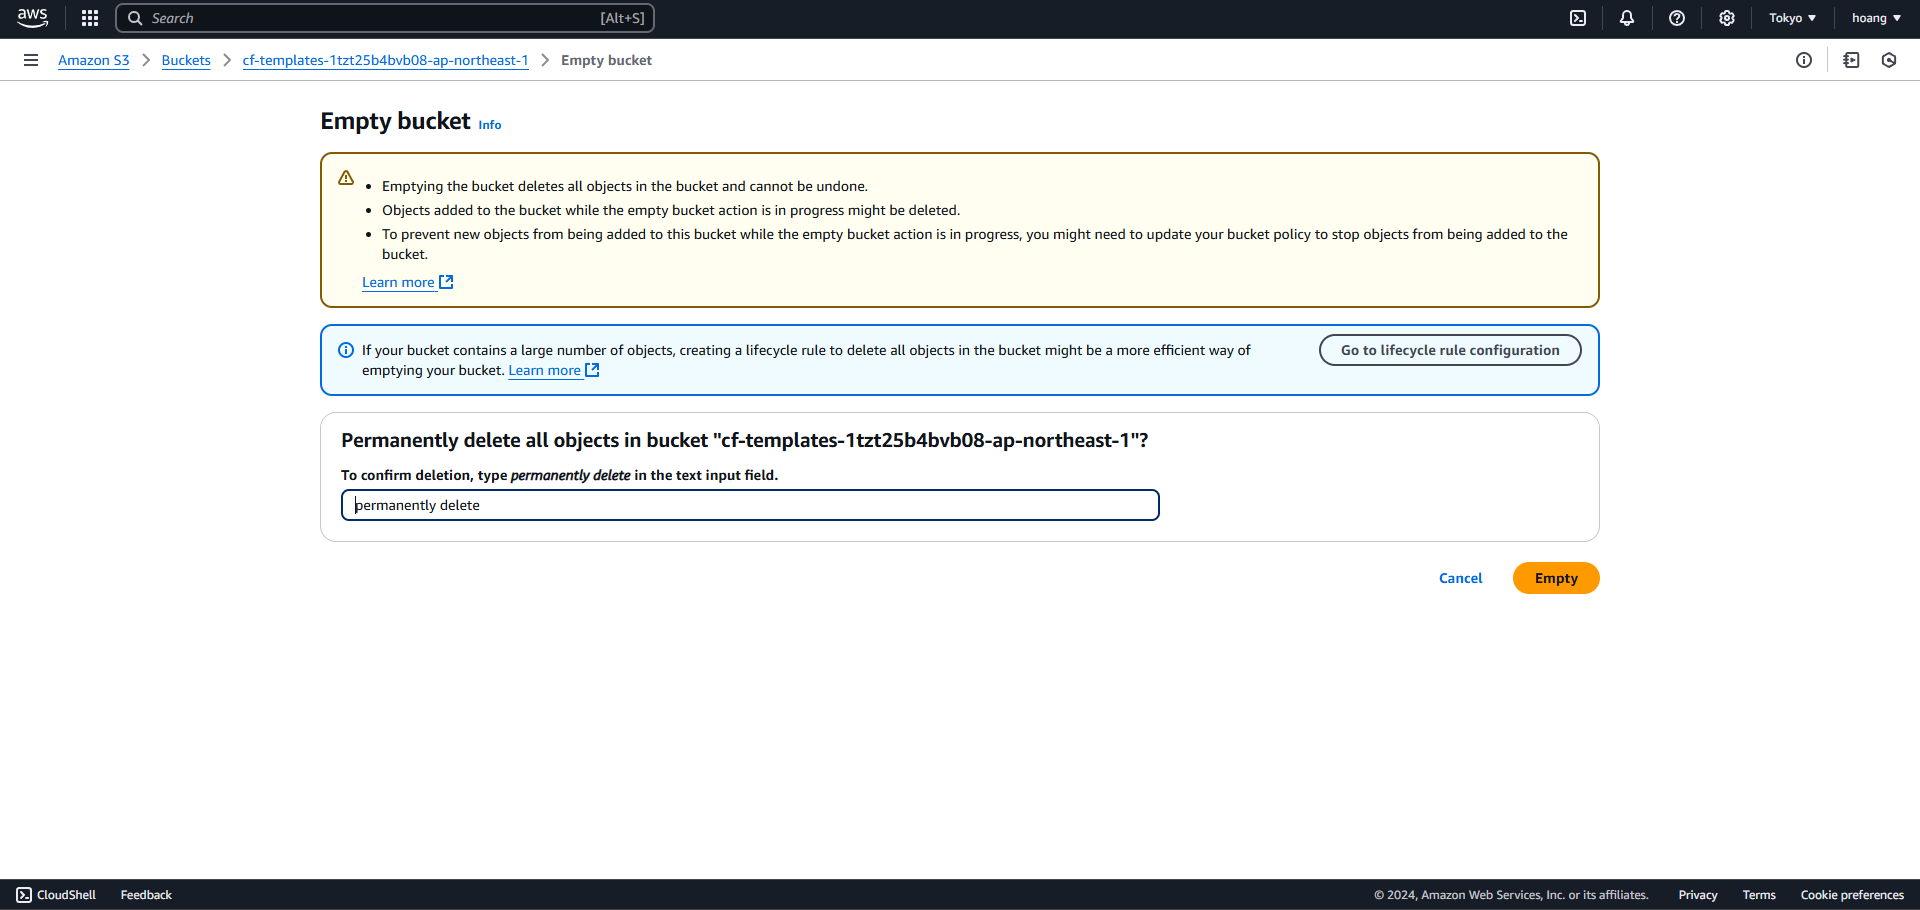 aws
Search
[Alt+S]
Tokyo
hoang
Amazon S3
Buckets
cf-templates-1tzt25b4bvb08-ap-northeast-1
Empty bucket
Empty bucket
Info
Emptying the bucket deletes all objects in the bucket and cannot be undone.
Objects added to the bucket while the empty bucket action is in progress might be deleted.
To prevent new objects from being added to this bucket while the empty bucket action is in progress, you might need to update your bucket policy to stop objects from being added to the
bucket.
Learn more
If your bucket contains a large number of objects, creating a lifecycle rule to delete all objects in the bucket might be a more efficient way of
emptying your bucket. Learn more
Go to lifecycle rule configuration
Permanently delete all objects in bucket "cf-templates-1tzt25b4bvb08-ap-northeast-1"?
To confirm deletion, type permanently delete in the text input field.
permanently delete
Cancel
Empty
CloudShell
Feedback
© 2024, Amazon Web Services, Inc. or its affiliates.
Privacy
Terms
Cookie preferences